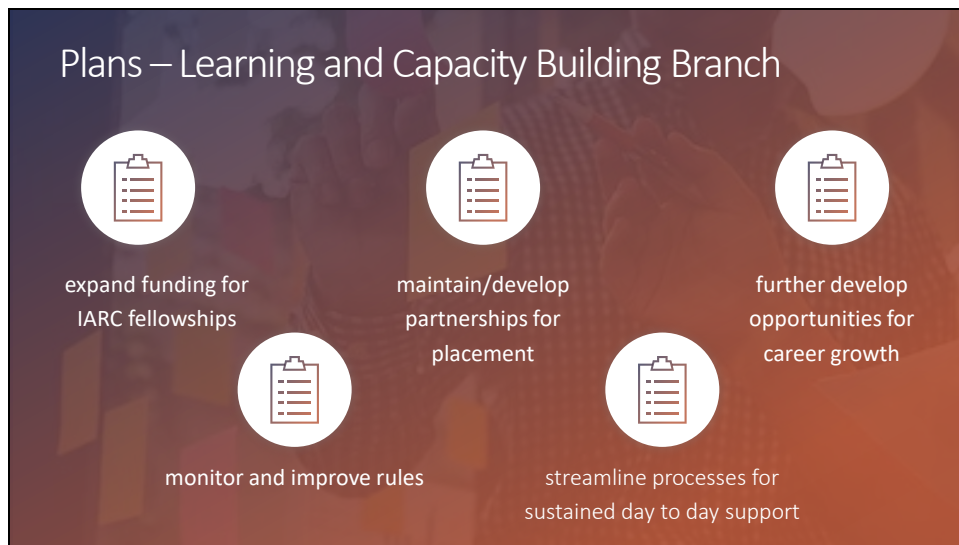 Plans – Learning and Capacity Building Branch
expand funding for
IARC fellowships
maintain/develop
partnerships for
placement
further develop
opportunities for
career growth
monitor and improve rules
streamline processes for
sustained day to day support